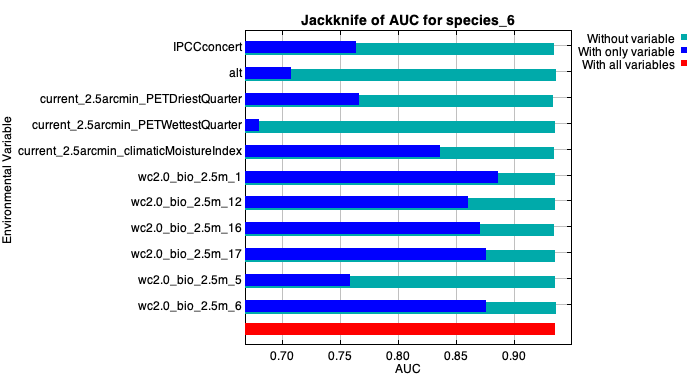 Jackknife of AUC for species_6
Without variable
With only variable
With all variables
Environmental Variable
IPCCconcert
alt
current_2.5arcmin_PETDriestQuarter
current_2.5arcmin_PETWettestQuarter
current_2.5arcmin_climaticMoistureIndex
wc2.0_bio_2.5m_1
wc2.0_bio_2.5m_12
wc2.0_bio_2.5m_16
wc2.0_bio_2.5m_17
wc2.0_bio_2.5m_5
wc2.0_bio_2.5m_6
0.70 0.75 0.80 0.85 0.90
AUC